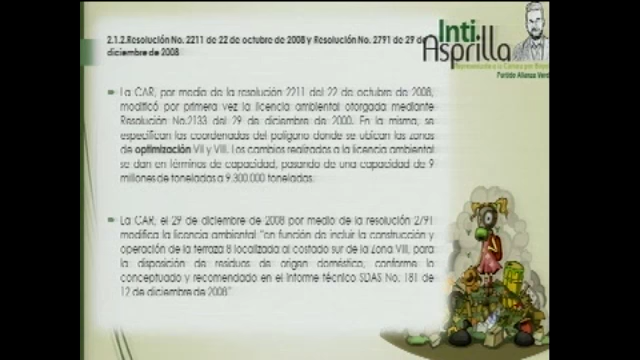 2.1.2.Resolución No. 2211 de 22 de octubre de 2008 y Resolución No. 2791 de 29 de
diciembre de 2008
Inti.
Asprilla
Representante a la Cámara por Bogotá
Partido Alianza Verde
La CAR, por medio de la resolución 2211 del 22 de octubre de 2008,
modificó por primera vez la licencia ambiental otorgada mediante
Resolución No.2133 del 29 de diciembre de 2000. En la misma, se
especifican las coordenadas del polígono donde se ubican las zonas
de optimización VII y VIII. Los cambios realizados a la licencia ambiental
se dan en términos de capacidad, pasando de una capacidad de 9
millones de toneladas a 9.300.000 toneladas.
La CAR, el 29 de diciembre de 2008 por medio de la resolución 2791
modifica la licencia ambiental "en función de incluir la construcción y
operación de la terraza 8 localizada al costado sur de la Zona VIII, para
la disposición de residuos de origen doméstico, conforme lo
conceptuado y recomendado en el Informe técnico SDAS No. 181 de
12 de diciembre de 2008"